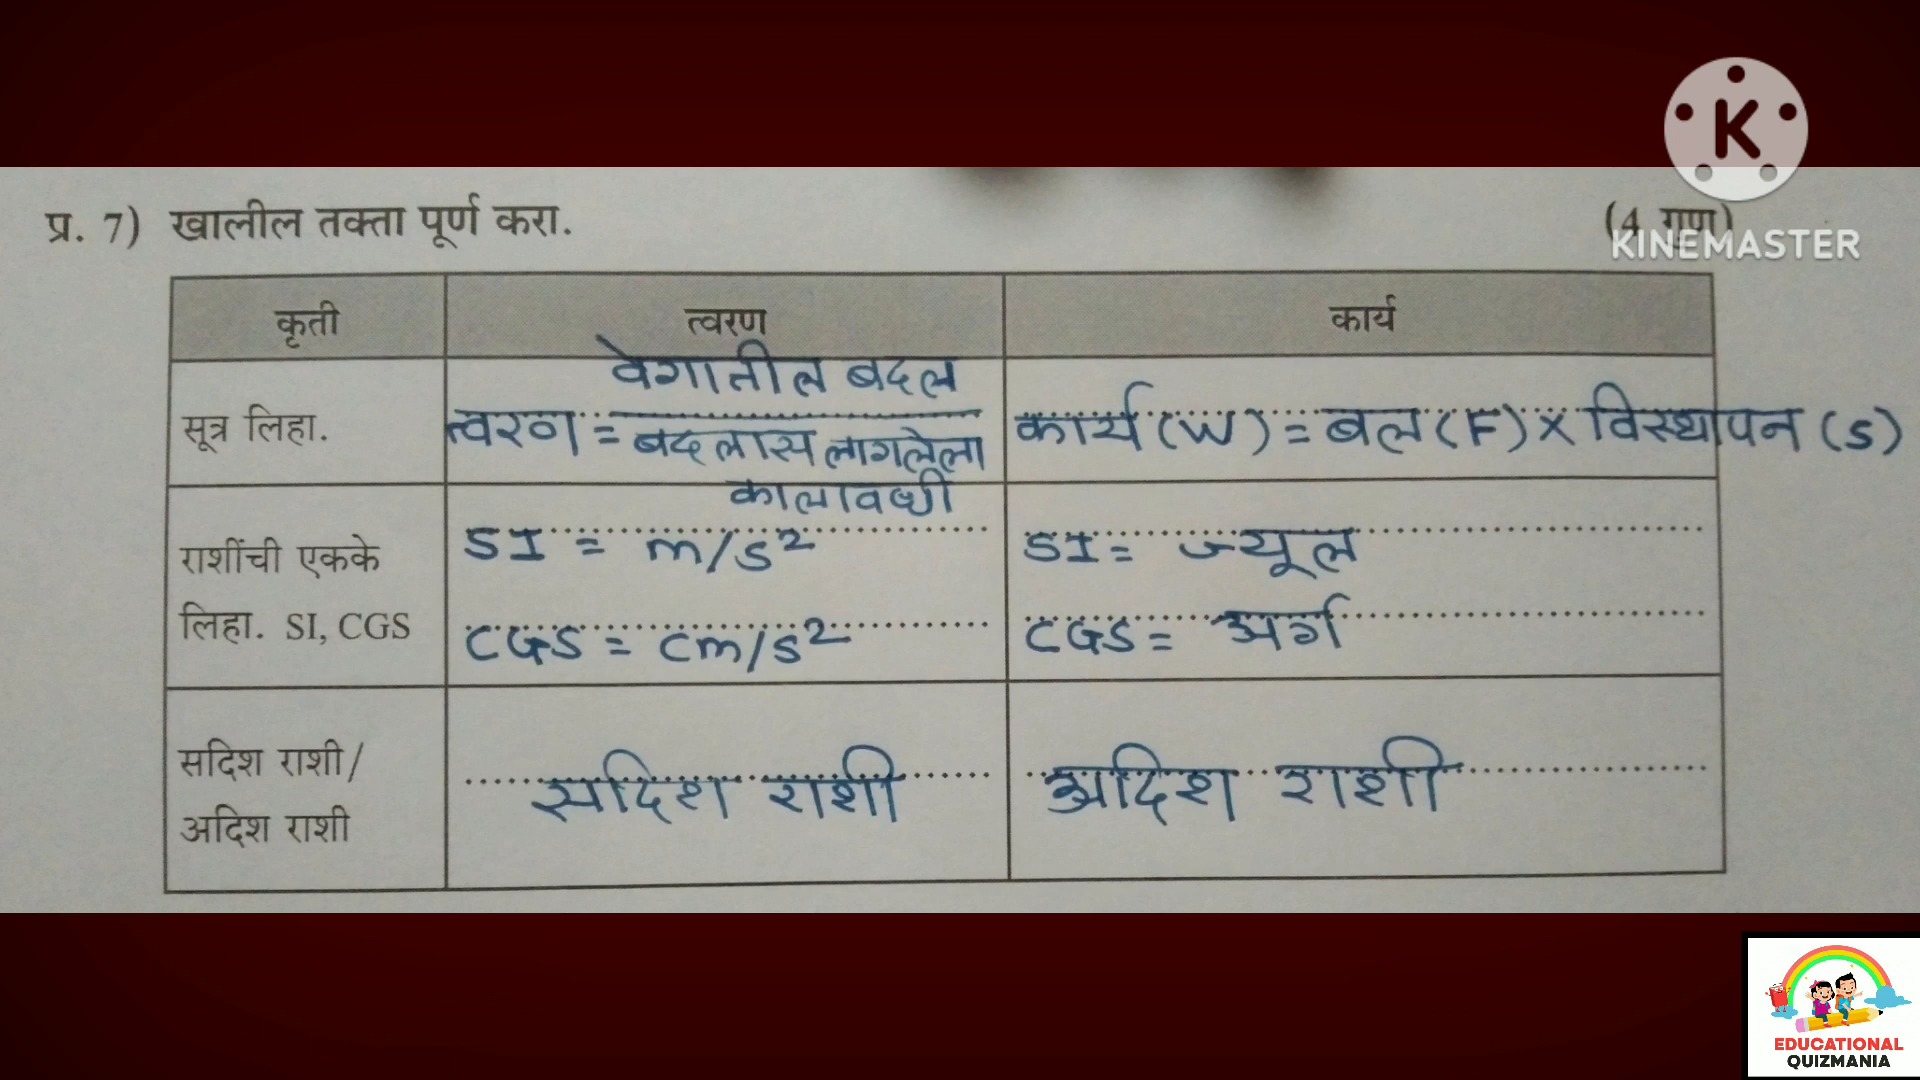 K
KINEMASTER
प्र. 7) खालील तक्ता पूर्ण करा. (4 गुण)
कृती त्वरण कार्य
सूत्र लिहा.
त्वरण = वेगातील बदल
बदलास लागलेला
कालावधी
कार्य (W) = बल (F) × विस्थापन (s)
राशींची एकके
लिहा. SI, CGS
SI = m/s²
CGS = cm/s²
SI = ज्यूल
CGS = अर्ग
सदिश राशी/
अदिश राशी
सदिश राशी
अदिश राशी
EDUCATIONAL
QUIZMANIA